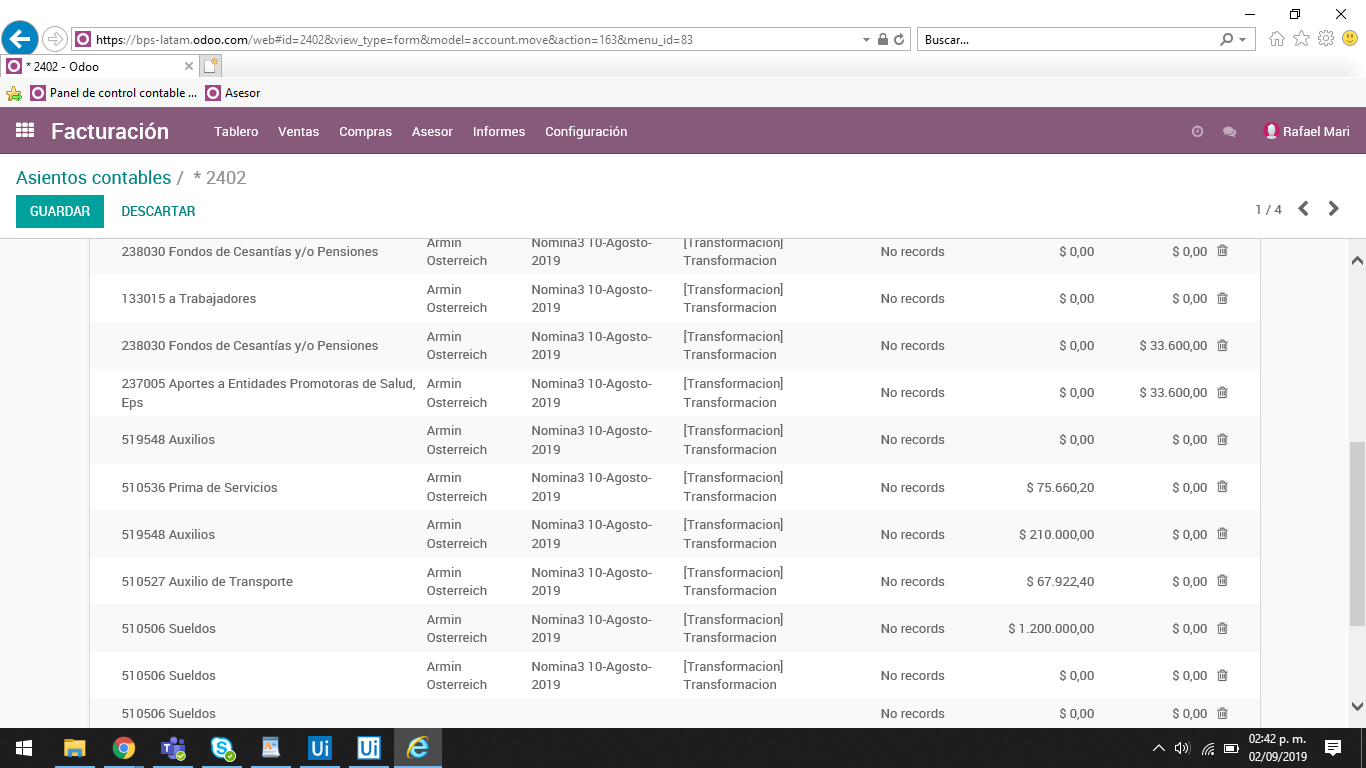 https://bps-latam.odoo.com/web#id=2402&view_type=form&model=account.move&action=163&menu_id=83
Buscar...
* 2402 - Odoo
Panel de control contable ...
Asesor
Facturación
Tablero
Ventas
Compras
Asesor
Informes
Configuración
Rafael Mari
Asientos contables / * 2402
GUARDAR
DESCARTAR
1 / 4
238030 Fondos de Cesantías y/o Pensiones
Armin
Osterreich
Nomina3 10-Agosto-
2019
[Transformacion]
Transformacion
No records
$ 0,00
$ 0,00
133015 a Trabajadores
Armin
Osterreich
Nomina3 10-Agosto-
2019
[Transformacion]
Transformacion
No records
$ 0,00
$ 0,00
238030 Fondos de Cesantías y/o Pensiones
Armin
Osterreich
Nomina3 10-Agosto-
2019
[Transformacion]
Transformacion
No records
$ 0,00
$ 33.600,00
237005 Aportes a Entidades Promotoras de Salud,
Eps
Armin
Osterreich
Nomina3 10-Agosto-
2019
[Transformacion]
Transformacion
No records
$ 0,00
$ 33.600,00
519548 Auxilios
Armin
Osterreich
Nomina3 10-Agosto-
2019
[Transformacion]
Transformacion
No records
$ 0,00
$ 0,00
510536 Prima de Servicios
Armin
Osterreich
Nomina3 10-Agosto-
2019
[Transformacion]
Transformacion
No records
$ 75.660,20
$ 0,00
519548 Auxilios
Armin
Osterreich
Nomina3 10-Agosto-
2019
[Transformacion]
Transformacion
No records
$ 210.000,00
$ 0,00
510527 Auxilio de Transporte
Armin
Osterreich
Nomina3 10-Agosto-
2019
[Transformacion]
Transformacion
No records
$ 67.922,40
$ 0,00
510506 Sueldos
Armin
Osterreich
Nomina3 10-Agosto-
2019
[Transformacion]
Transformacion
No records
$ 1.200.000,00
$ 0,00
510506 Sueldos
Armin
Osterreich
Nomina3 10-Agosto-
2019
[Transformacion]
Transformacion
No records
$ 0,00
$ 0,00
510506 Sueldos
No records
$ 0,00
$ 0,00
Ui
Ui
02:42 p. m.
02/09/2019